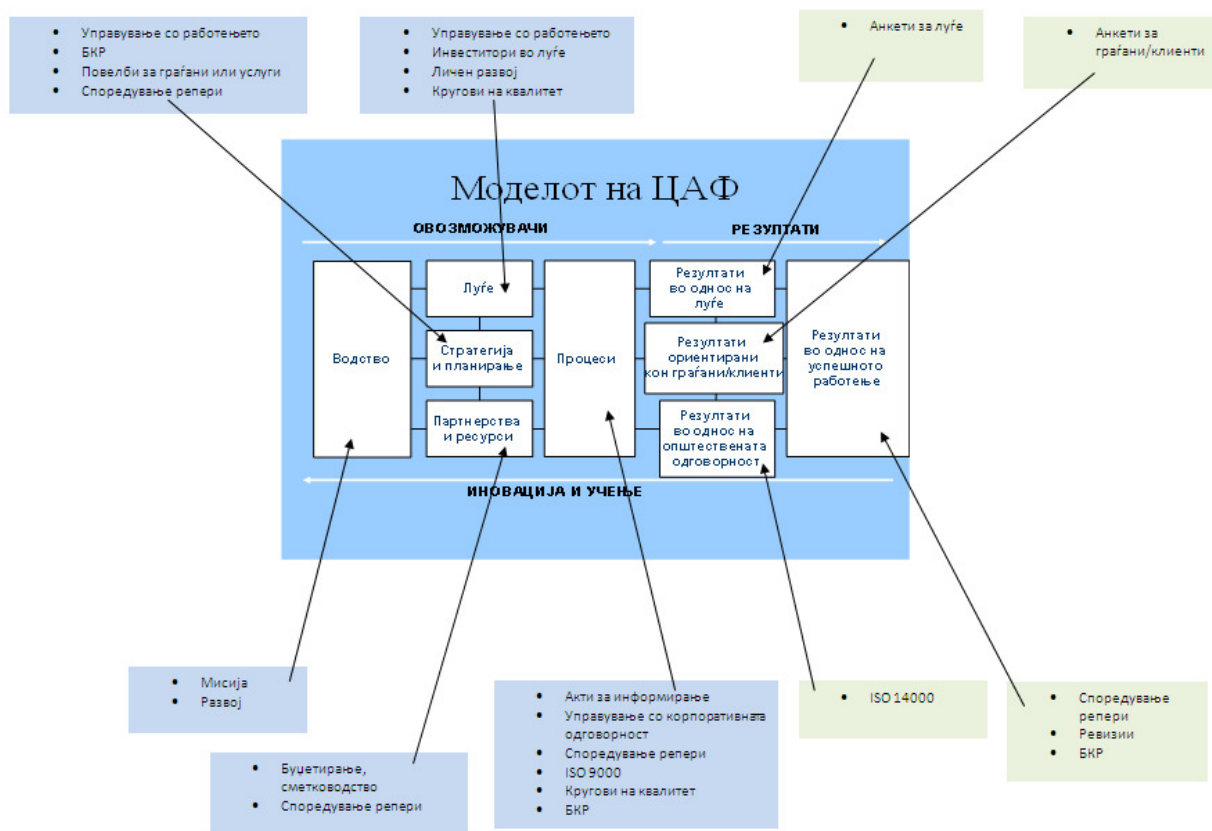 • Управување со работењето
• БКР
• Повелби за граѓани или услуги
• Споредување репери
• Управување со работењето
• Инвеститори во луѓе
• Личен развој
• Кругови на квалитет
• Анкети за луѓе
• Анкети за
граѓани/клиенти
Моделот на ЦАФ
ОВОЗМОЖУВАЧИ
РЕЗУЛТАТИ
Водство
Луѓе
Стратегија
и планирање
Партнерства
и ресурси
Процеси
Резултати
во однос на
луѓе
Резултати
ориентирани
кон граѓани/клиенти
Резултати
во однос на
општествената
одговорност
Резултати
во однос на
успешното
работење
ИНОВАЦИЈА И УЧЕЊЕ
• Мисија
• Развој
• Буџетирање,
сметководство
• Споредување репери
• Акти за информирање
• Управување со корпоративната
одговорност
• Споредување репери
• ISO 9000
• Кругови на квалитет
• БКР
• ISO 14000
• Споредување
репери
• Ревизии
• БКР